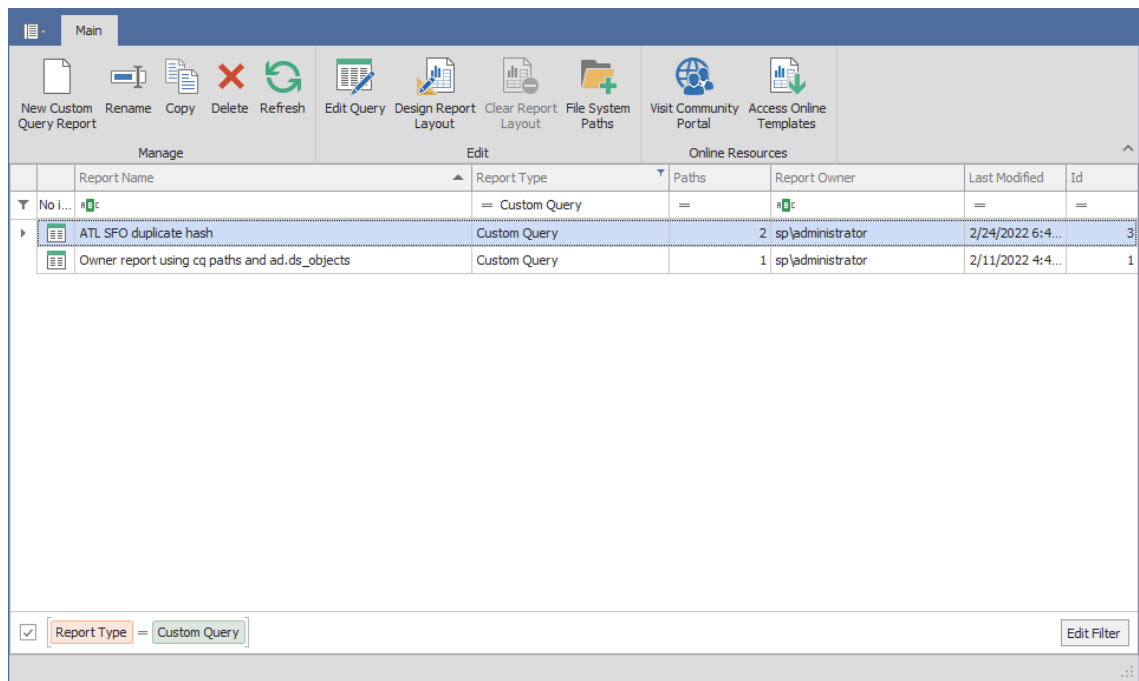 Main
New Custom Query Report
Rename
Copy
Delete
Refresh
Edit Query
Design Report Layout
Clear Report Layout
File System Paths
Visit Community Portal
Access Online Templates
Manage
Edit
Online Resources
Report Name Report Type Paths Report Owner Last Modified Id
No i... ABC = Custom Query = ABC = =
ATL SFO duplicate hash Custom Query 2 sp\administrator 2/24/2022 6:4... 3
Owner report using cq paths and ad.ds_objects Custom Query 1 sp\administrator 2/11/2022 4:4... 1
Report Type = Custom Query Edit Filter